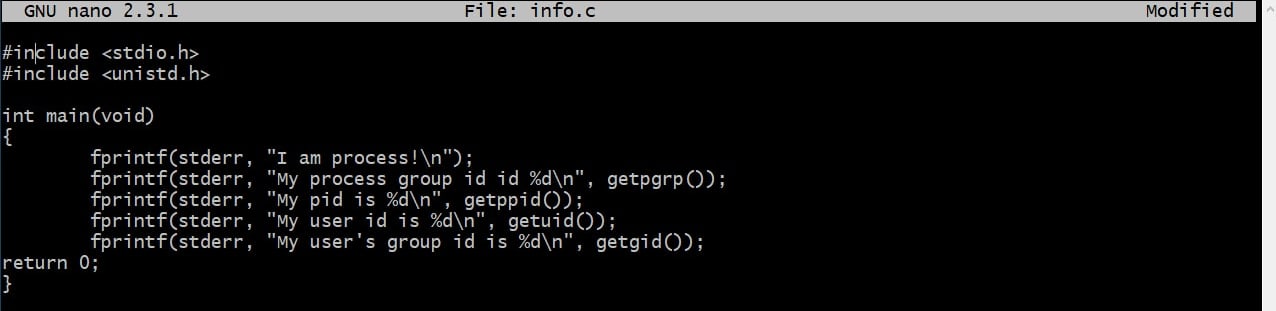 GNU nano 2.3.1 File: info.c Modified
#include <stdio.h>
#include <unistd.h>
int main(void)
{
fprintf(stderr, "I am process!\n");
fprintf(stderr, "My process group id id %d\n", getpgrp());
fprintf(stderr, "My pid is %d\n", getppid());
fprintf(stderr, "My user id is %d\n", getuid());
fprintf(stderr, "My user's group id is %d\n", getgid());
return 0;
}